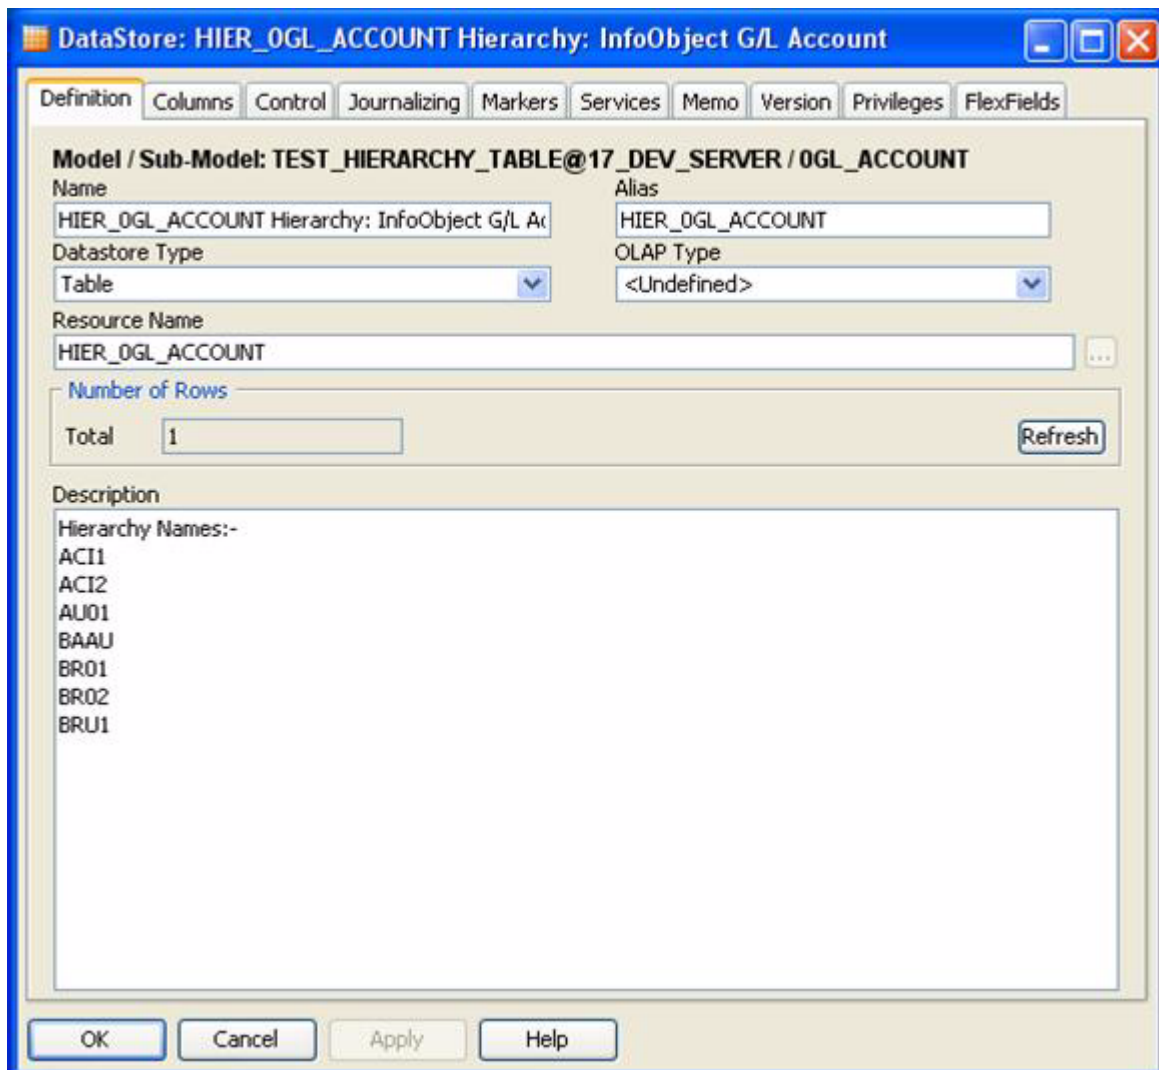 DataStore: HIER_0GL_ACCOUNT Hierarchy: InfoObject G/L Account
Definition Columns Control Journalizing Markers Services Memo Version Privileges FlexFields
Model / Sub-Model: TEST_HIERARCHY_TABLE@17_DEV_SERVER / 0GL_ACCOUNT
Name Alias
HIER_0GL_ACCOUNT Hierarchy: InfoObject G/L Ac HIER_0GL_ACCOUNT
Datastore Type OLAP Type
Table <Undefined>
Resource Name
HIER_0GL_ACCOUNT ...
Number of Rows
Total 1 Refresh
Description
Hierarchy Names:-
ACI1
ACI2
AU01
BAAU
BR01
BR02
BRU1
OK Cancel Apply Help